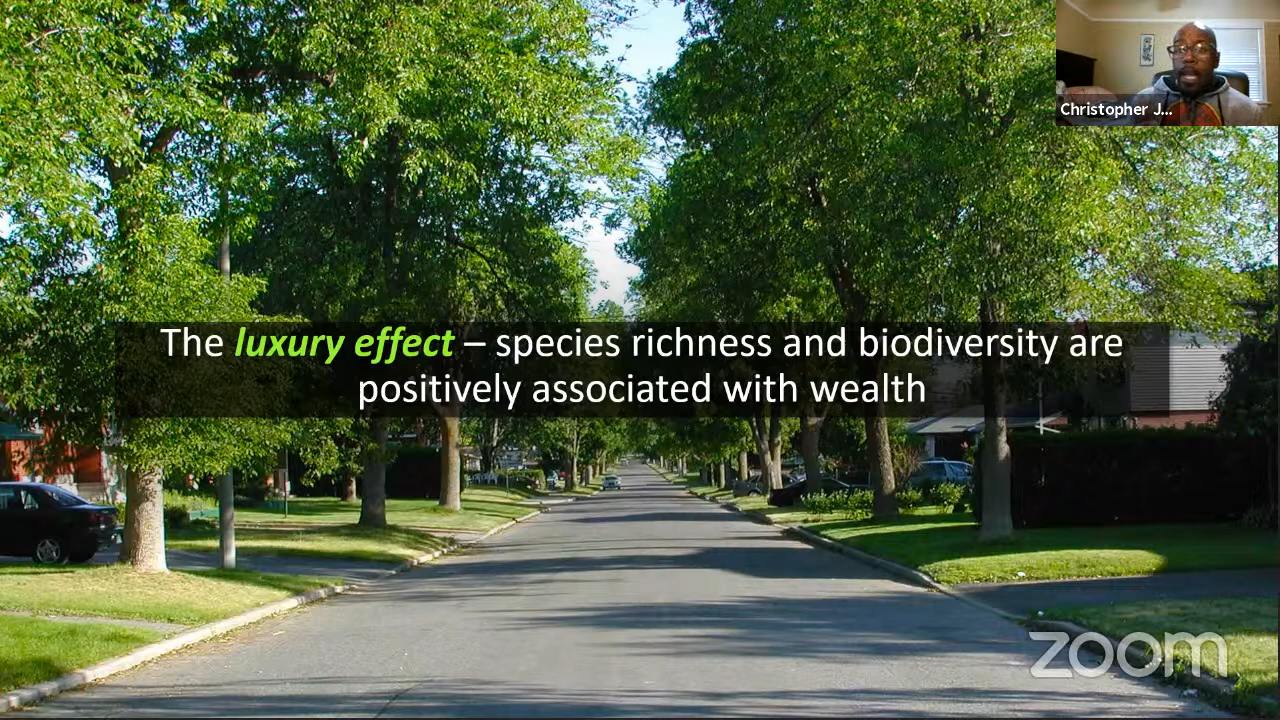 Christopher J...
The luxury effect – species richness and biodiversity are
positively associated with wealth
zoom